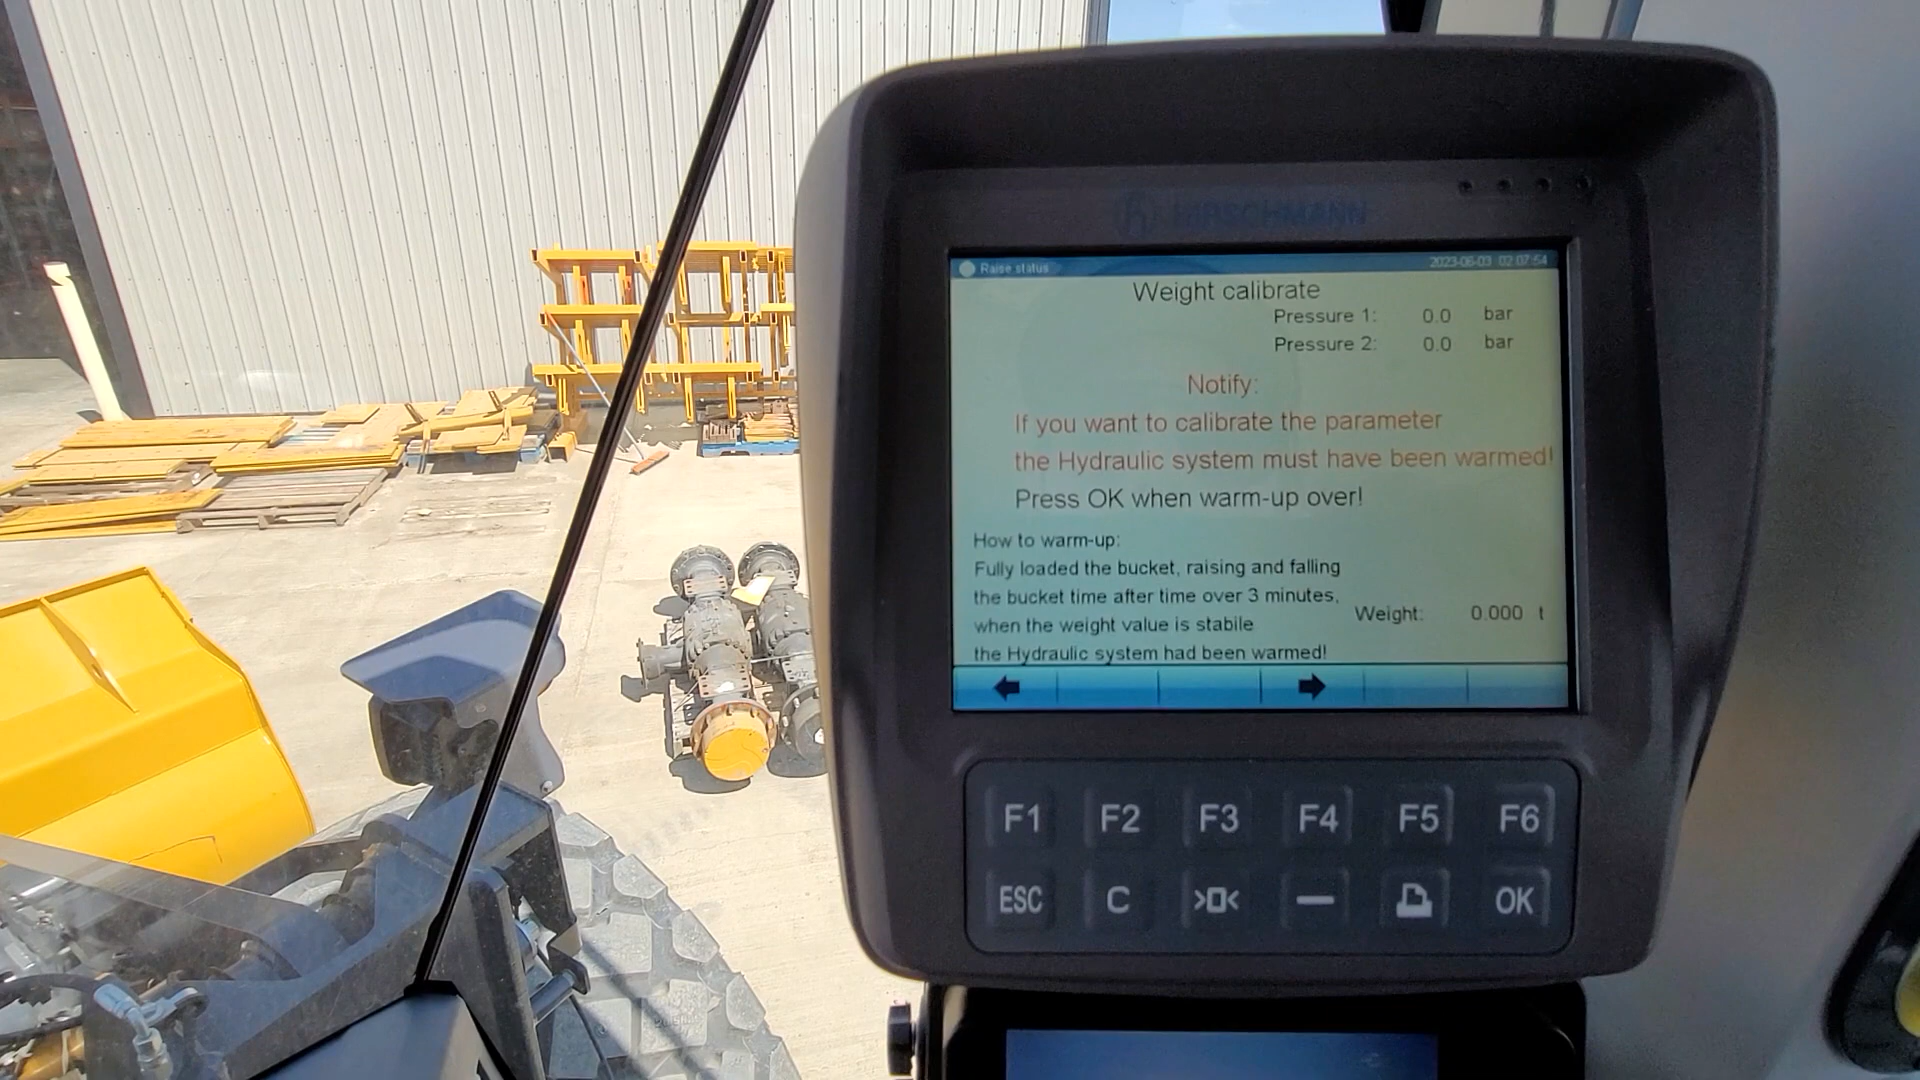 HIRSCHMANN
Raise status 2023-06-03 02:07:54
Weight calibrate
Pressure 1: 0.0 bar
Pressure 2: 0.0 bar
Notify:
If you want to calibrate the parameter
the Hydraulic system must have been warmed!
Press OK when warm-up over!
How to warm-up:
Fully loaded the bucket, raising and falling
the bucket time after time over 3 minutes,
when the weight value is stabile
the Hydraulic system had been warmed!
Weight: 0.000 t
F1 F2 F3 F4 F5 F6
ESC C >0< — OK